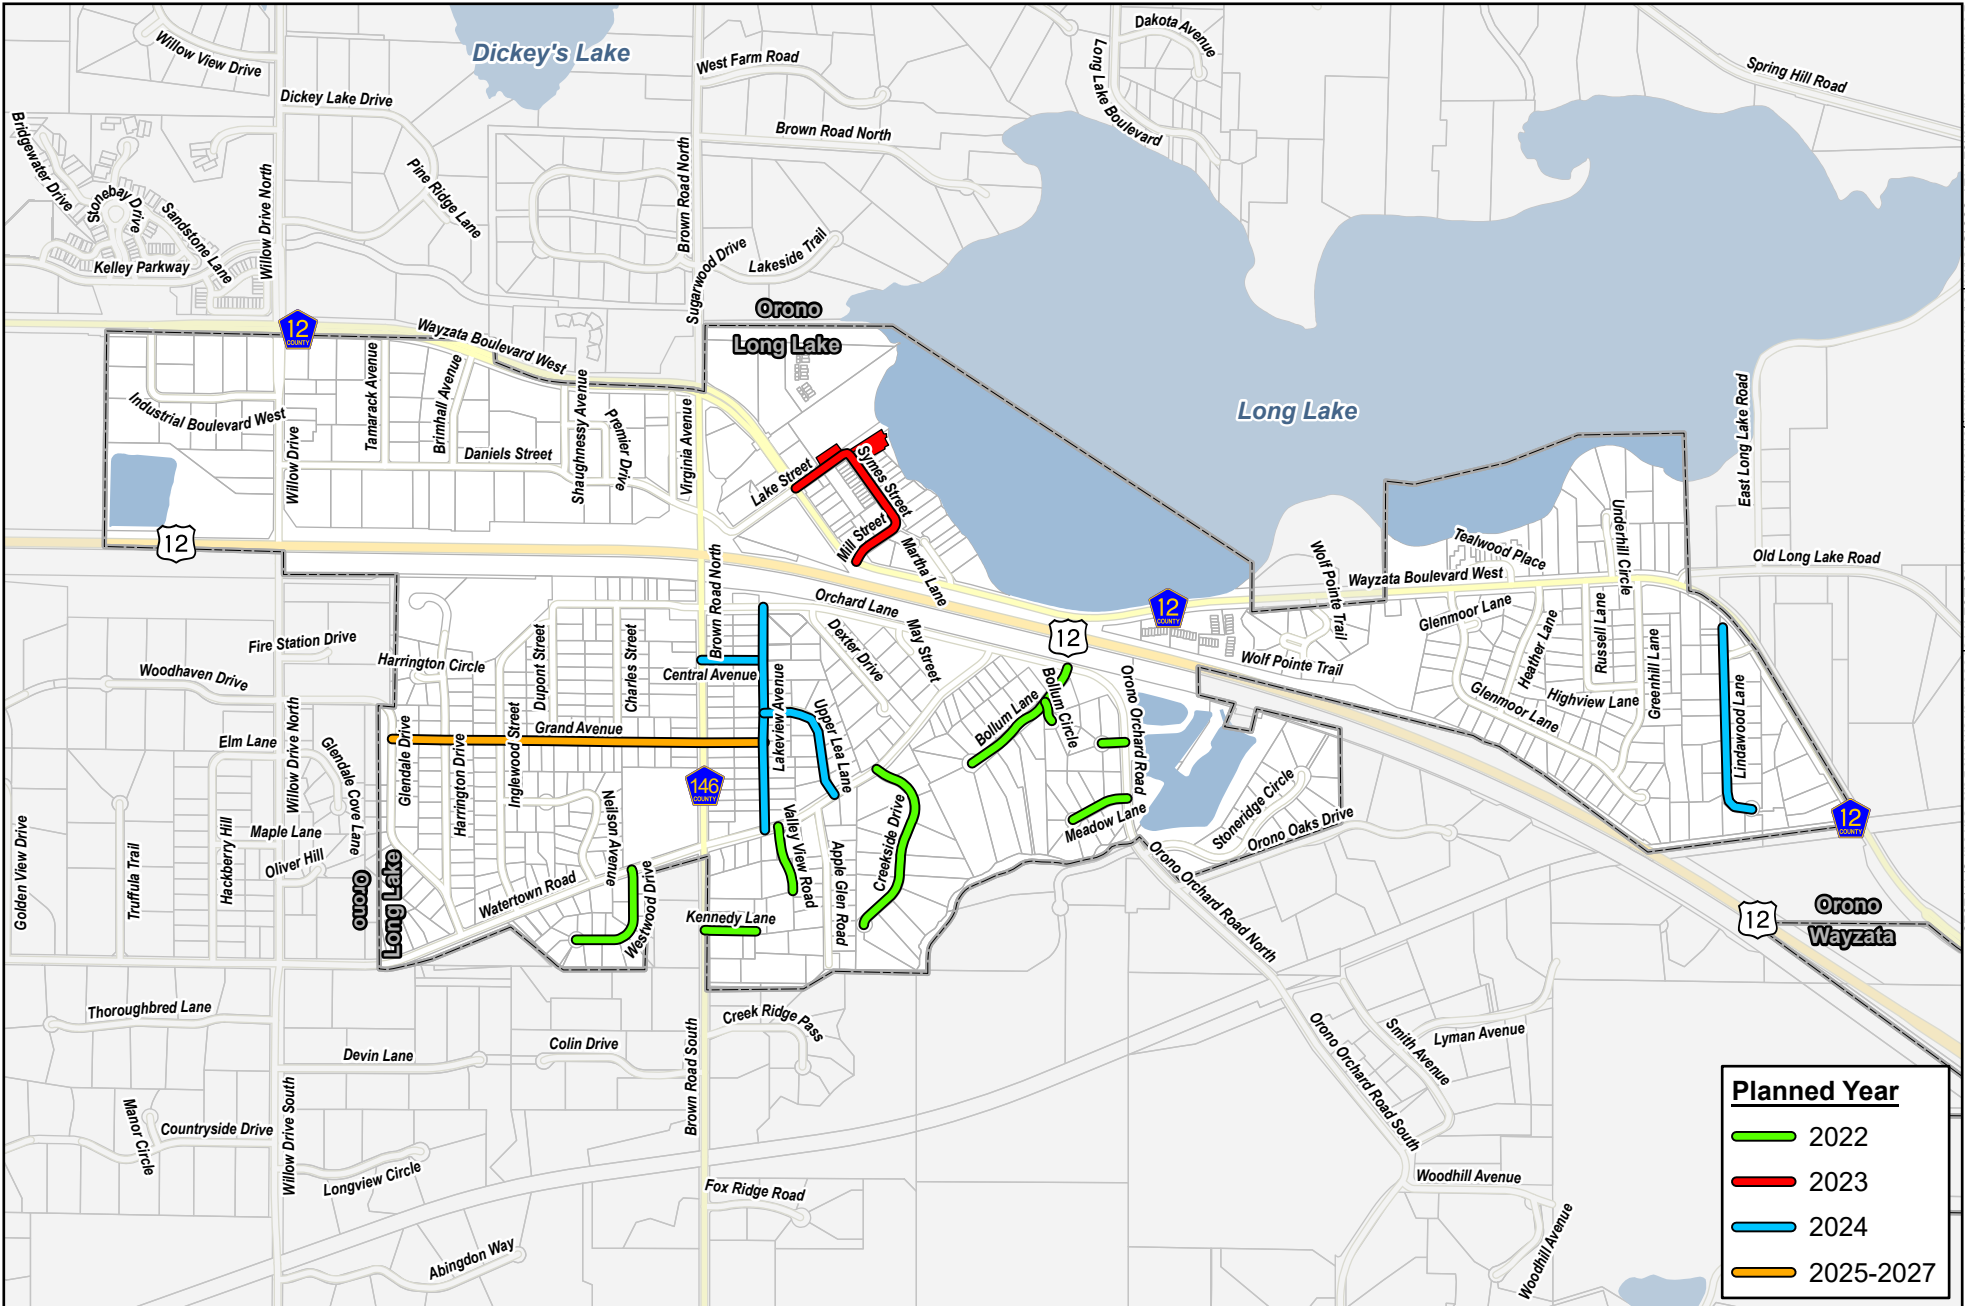 Dickey's Lake
Willow View Drive
Dickey Lake Drive
West Farm Road
Dakota Avenue
Long Lake Boulevard
Spring Hill Road
Brown Road North
Bridgewater Drive
Stonebay Drive
Sandstone Lane
Kelley Parkway
Willow Drive North
Pine Ridge Lane
Brown Road North
Sugarwood Drive
Lakeside Trail
Orono
Long Lake
12
COUNTY
Wayzata Boulevard West
Industrial Boulevard West
Willow Drive
Tamarack Avenue
Brimhall Avenue
Daniels Street
Shaughnessy Avenue
Premier Drive
Virginia Avenue
Lake Street
Symes Street
Mill Street
Martha Lane
Long Lake
East Long Lake Road
Old Long Lake Road
Underhill Circle
Tealwood Place
Wayzata Boulevard West
Wolf Pointe Trail
Wolf Pointe Trail
12
COUNTY
12
12
Glenmoor Lane
Heather Lane
Russell Lane
Highview Lane
Greenhill Lane
Glenmoor Lane
Lindawood Lane
12
COUNTY
Fire Station Drive
Woodhaven Drive
Harrington Circle
Dupont Street
Charles Street
Brown Road North
Central Avenue
Orchard Lane
Dexter Drive
May Street
Lakeview Avenue
Upper Lea Lane
Grand Avenue
Inglewood Street
Harrington Drive
Glendale Drive
Elm Lane
Willow Drive North
Glendale Cove Lane
Maple Lane
Oliver Hill
Hackberry Hill
Truffula Trail
Golden View Drive
Neilson Avenue
146
COUNTY
Bollum Lane
Bollum Circle
Orono Orchard Road
Meadow Lane
Creekside Drive
Valley View Road
Apple Glen Road
Stoneridge Circle
Orono Oaks Drive
Orono Orchard Road North
Watertown Road
Westwood Drive
Kennedy Lane
Orono
Long Lake
12
Orono
Wayzata
Thoroughbred Lane
Devin Lane
Colin Drive
Creek Ridge Pass
Brown Road South
Willow Drive South
Manor Circle
Countryside Drive
Longview Circle
Abingdon Way
Fox Ridge Road
Orono Orchard Road South
Smith Avenue
Lyman Avenue
Woodhill Avenue
Woodhill Avenue
Planned Year
2022
2023
2024
2025-2027